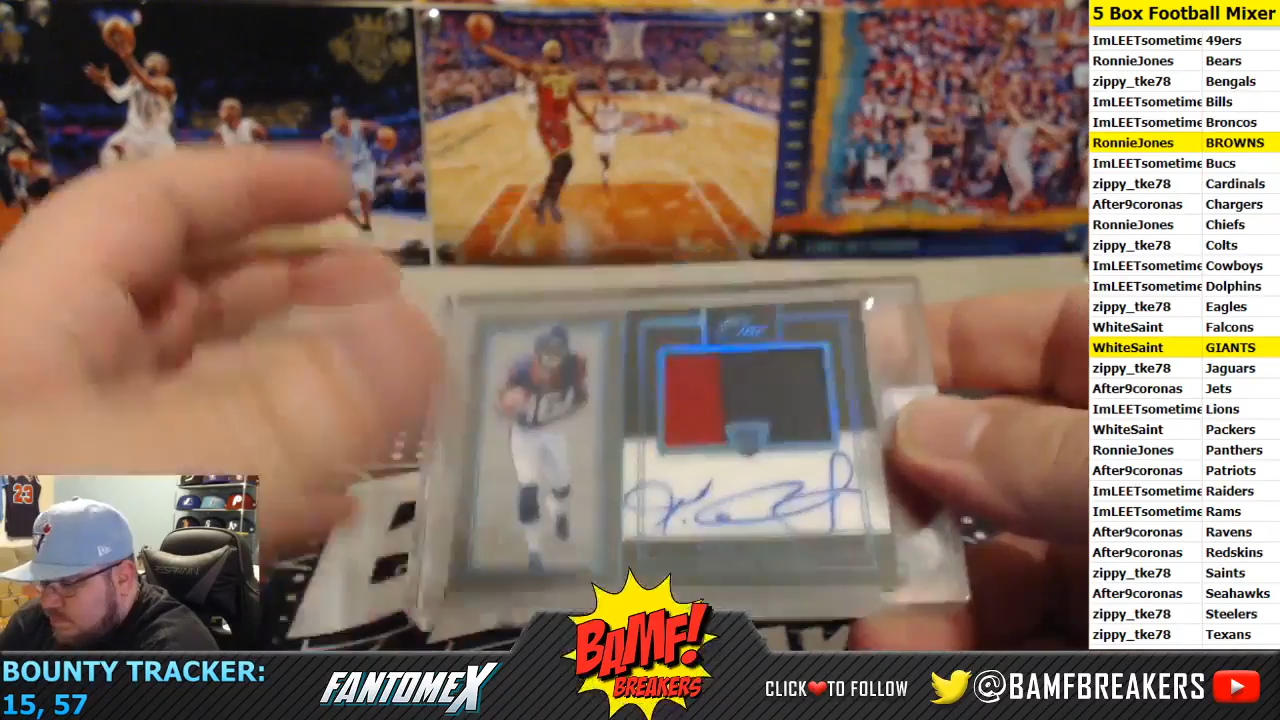 5 Box Football Mixer
ImLEETsometime 49ers
RonnieJones Bears
zippy_tke78 Bengals
ImLEETsometime Bills
ImLEETsometime Broncos
RonnieJones BROWNS
ImLEETsometime Bucs
zippy_tke78 Cardinals
After9coronas Chargers
RonnieJones Chiefs
zippy_tke78 Colts
ImLEETsometime Cowboys
ImLEETsometime Dolphins
zippy_tke78 Eagles
WhiteSaint Falcons
WhiteSaint GIANTS
zippy_tke78 Jaguars
After9coronas Jets
ImLEETsometime Lions
WhiteSaint Packers
RonnieJones Panthers
After9coronas Patriots
ImLEETsometime Raiders
ImLEETsometime Rams
After9coronas Ravens
After9coronas Redskins
zippy_tke78 Saints
After9coronas Seahawks
zippy_tke78 Steelers
zippy_tke78 Texans
23
BOUNTY TRACKER:
15, 57
FANTOMEX
BAMF!
BREAKERS
CLICK❤TO FOLLOW
@BAMFBREAKERS